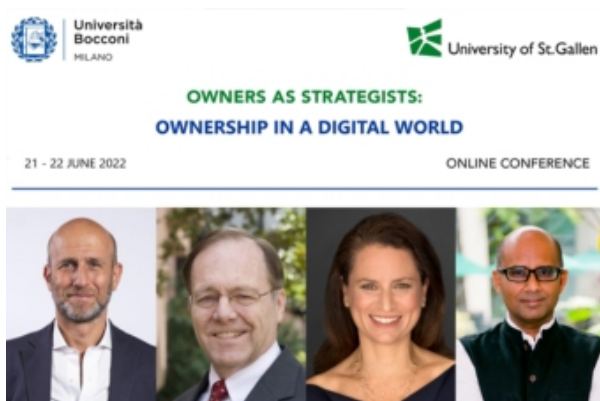 Università
Bocconi
MILANO
University of St.Gallen
OWNERS AS STRATEGISTS:
OWNERSHIP IN A DIGITAL WORLD
21 - 22 JUNE 2022
ONLINE CONFERENCE